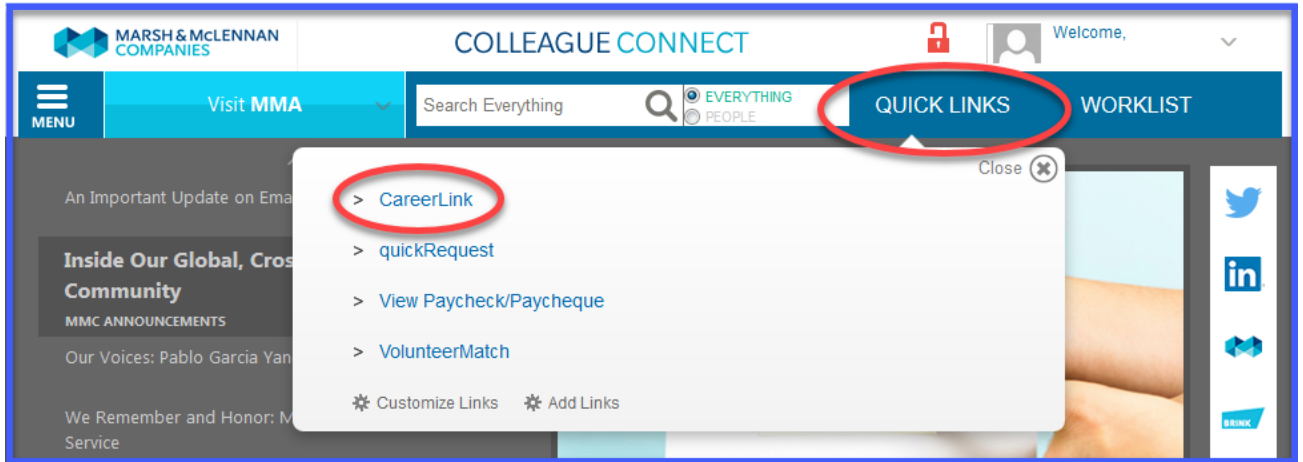 MARSH & McLENNAN
COMPANIES
COLLEAGUE CONNECT
Welcome,
MENU
Visit MMA
Search Everything
EVERYTHING
PEOPLE
QUICK LINKS
WORKLIST
Close
An Important Update on Ema
> CareerLink
> quickRequest
Inside Our Global, Cros
Community
MMC ANNOUNCEMENTS
> View Paycheck/Paycheque
Our Voices: Pablo Garcia Yan
> VolunteerMatch
Customize Links Add Links
We Remember and Honor: M
Service
in
BRINK